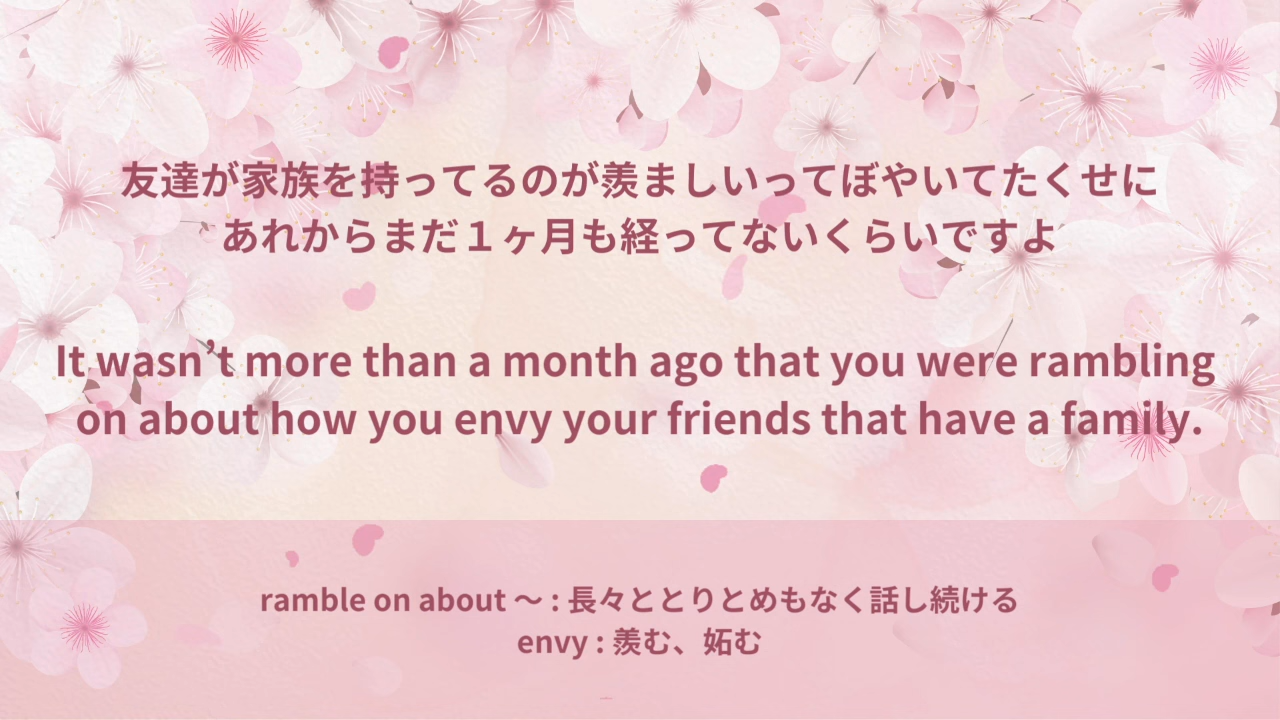 友達が家族を持ってるのが羨ましいってぼやいてたくせに
あれからまだ１ヶ月も経ってないくらいですよ
It wasn’t more than a month ago that you were rambling
on about how you envy your friends that have a family.
ramble on about 〜 : 長々ととりとめもなく話し続ける
envy : 羨む、妬む